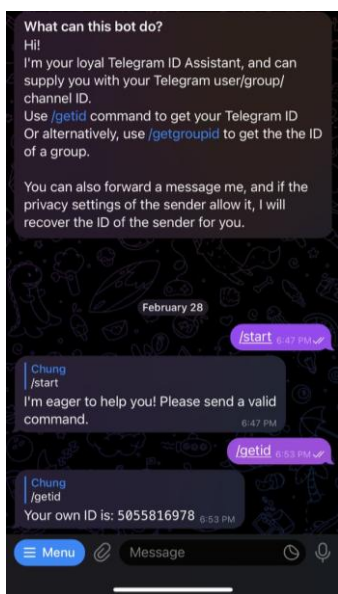 What can this bot do?
Hi!
I'm your loyal Telegram ID Assistant, and can
supply you with your Telegram user/group/
channel ID.
Use /getid command to get your Telegram ID
Or alternatively, use /getgroupid to get the the ID
of a group.
You can also forward a message me, and if the
privacy settings of the sender allow it, I will
recover the ID of the sender for you.
February 28
/start 6:47 PM
Chung
/start
I'm eager to help you! Please send a valid
command. 6:47 PM
/getid 6:53 PM
Chung
/getid
Your own ID is: 5055816978 6:53 PM
Menu Message